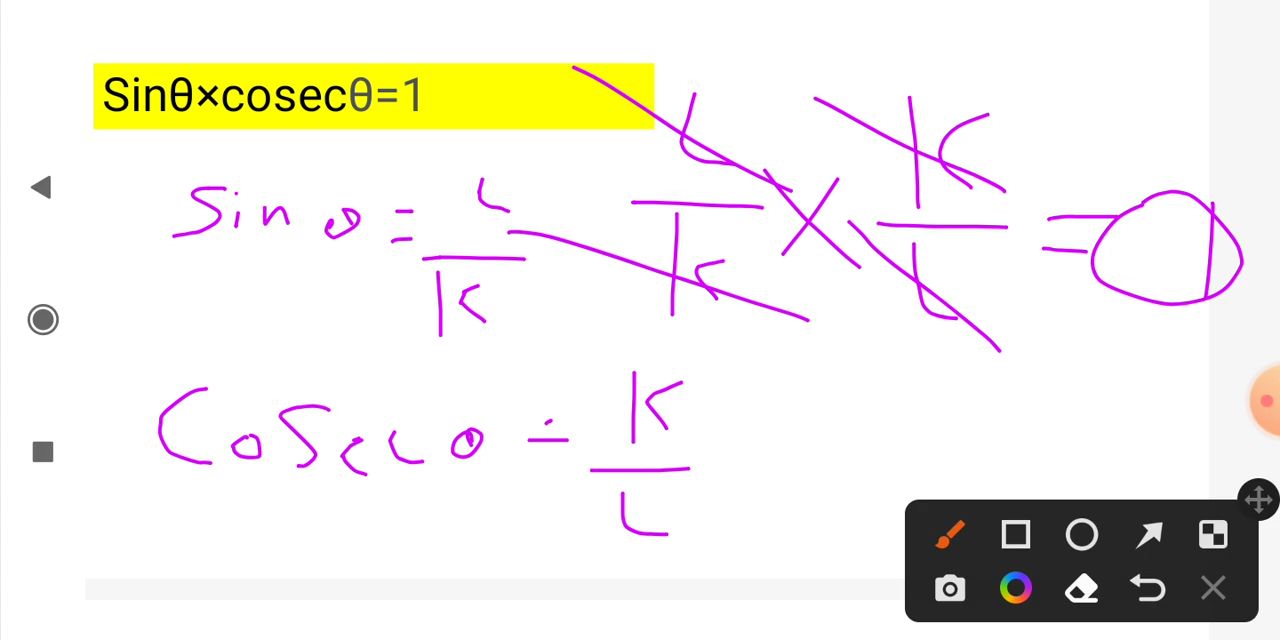 Sinθ×cosecθ=1
L/K × K/L = 1
Sin θ = L/K
Cosec θ = K/L